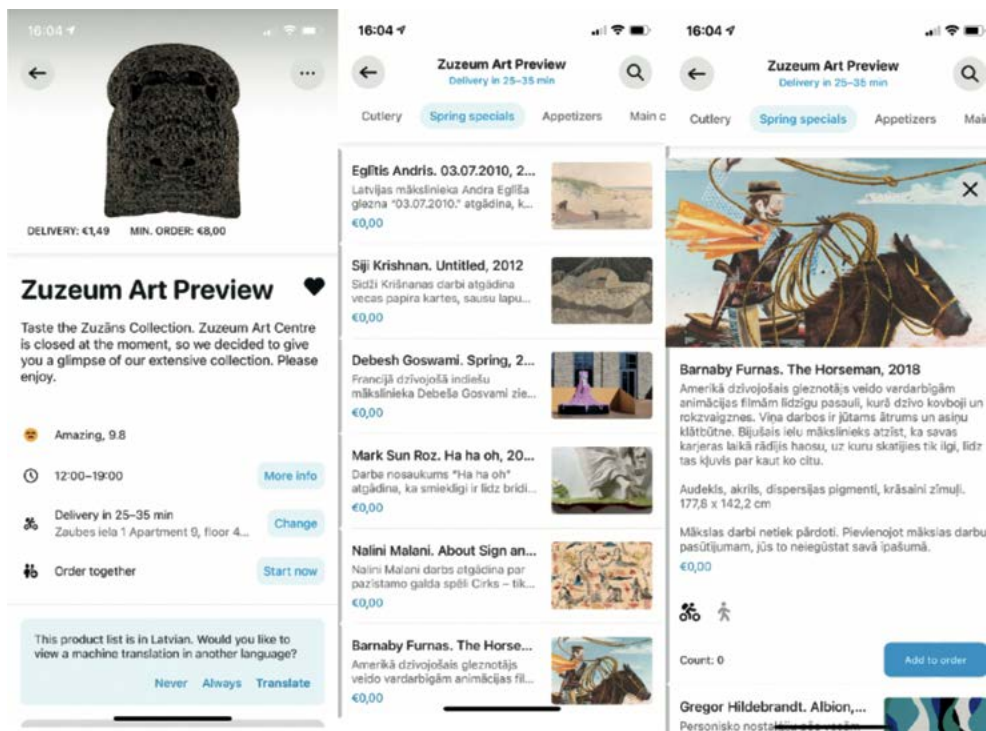 16:04
DELIVERY: €1,49 MIN. ORDER: €8,00
Zuzeum Art Preview
Taste the Zuzāns Collection. Zuzeum Art Centre
is closed at the moment, so we decided to give
you a glimpse of our extensive collection. Please
enjoy.
Amazing, 9.8
12:00–19:00
More info
Delivery in 25–35 min
Zaubes iela 1 Apartment 9, floor 4...
Change
Order together
Start now
This product list is in Latvian. Would you like to
view a machine translation in another language?
Never Always Translate
16:04
Zuzeum Art Preview
Delivery in 25–35 min
Cutlery Spring specials Appetizers Main c
Eglītis Andris. 03.07.2010, 2...
Latvijas mākslinieka Andra Eglīša
glezna "03.07.2010." atgādina, k...
€0,00
Siji Krishnan. Untitled, 2012
Sidži Krišnanas darbi atgādina
vecas papīra kartes, sausu lapu...
€0,00
Debesh Goswami. Spring, 2...
Francijā dzīvojošā indiešu
mākslinieka Debeša Gosvami zie...
€0,00
Mark Sun Roz. Ha ha oh, 20...
Darba nosaukums "Ha ha oh"
atgādina, ka smiekligi ir līdz brīdi...
€0,00
Nalini Malani. About Sign an...
Nalini Malani darbs atgādina par
pazīstamo galda spēli Cirks – tik...
€0,00
Barnaby Furnas. The Horse...
Amerikā dzīvojošais gleznotājs
veido vardarbīgām animācijas fil...
€0,00
16:04
Zuzeum Art Preview
Delivery in 25–35 min
Cutlery Spring specials Appetizers Mai
Barnaby Furnas. The Horseman, 2018
Amerikā dzīvojošais gleznotājs veido vardarbīgām
animācijas filmām līdzīgu pasauli, kurā dzīvo kovboji un
rokzvaigznes. Viņa darbos ir jūtams ātrums un asiņu
klātbūtne. Bijušais ielu mākslinieks atzīst, ka savas
karjeras laikā rādījis haosu, uz kuru skatījies tik ilgi, līdz
tas kļuvis par kaut ko citu.
Audekls, akrils, dispersijas pigmenti, krāsaini zīmuļi.
177,8 x 142,2 cm
Mākslas darbi netiek pārdoti. Pievienojot mākslas darbu
pasūtījumam, jūs to neiegūstat savā īpašumā.
€0,00
Count: 0
Add to order
Gregor Hildebrandt. Albion,...
Personisko